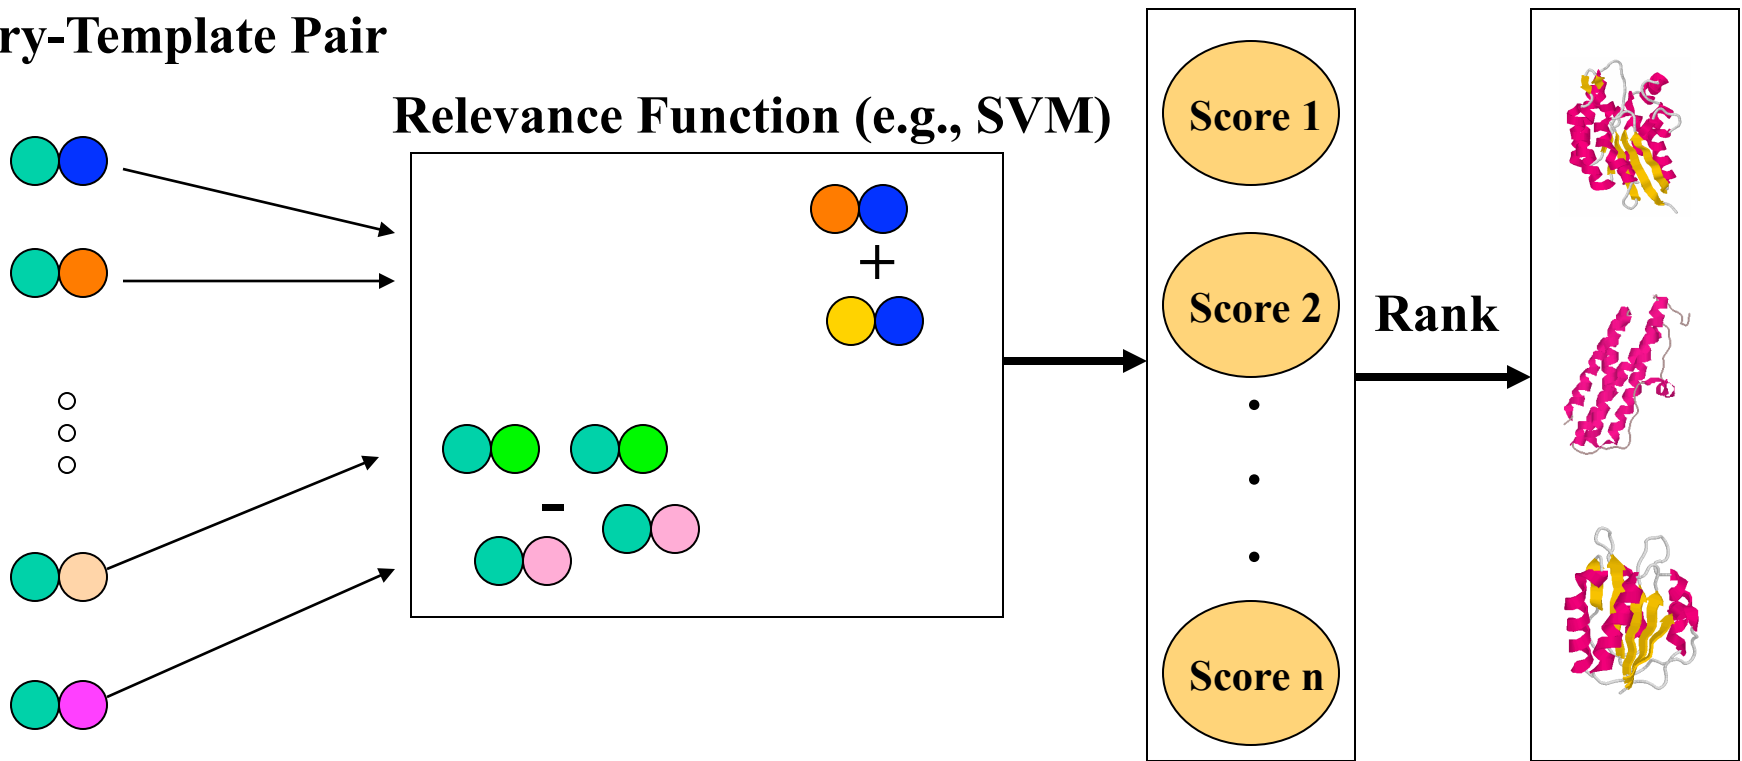 ry-Template Pair
Relevance Function (e.g., SVM)
+
-
Score 1
Score 2
.
.
.
Score n
Rank